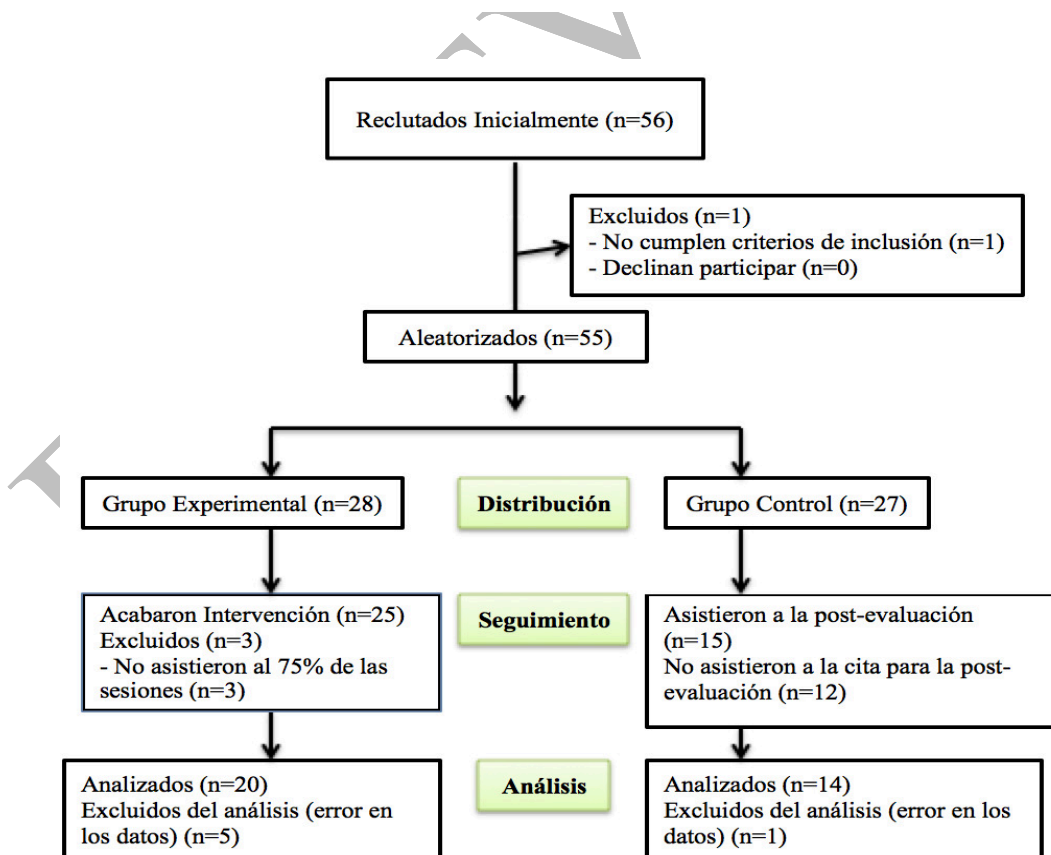 Reclutados Inicialmente (n=56)
Excluidos (n=1)
- No cumplen criterios de inclusión (n=1)
- Declinan participar (n=0)
Aleatorizados (n=55)
Grupo Experimental (n=28)
Distribución
Grupo Control (n=27)
Acabaron Intervención (n=25)
Excluidos (n=3)
- No asistieron al 75% de las
sesiones (n=3)
Seguimiento
Asistieron a la post-evaluación
(n=15)
No asistieron a la cita para la post-
evaluación (n=12)
Analizados (n=20)
Excluidos del análisis (error en
los datos) (n=5)
Análisis
Analizados (n=14)
Excluidos del análisis (error en los
datos) (n=1)